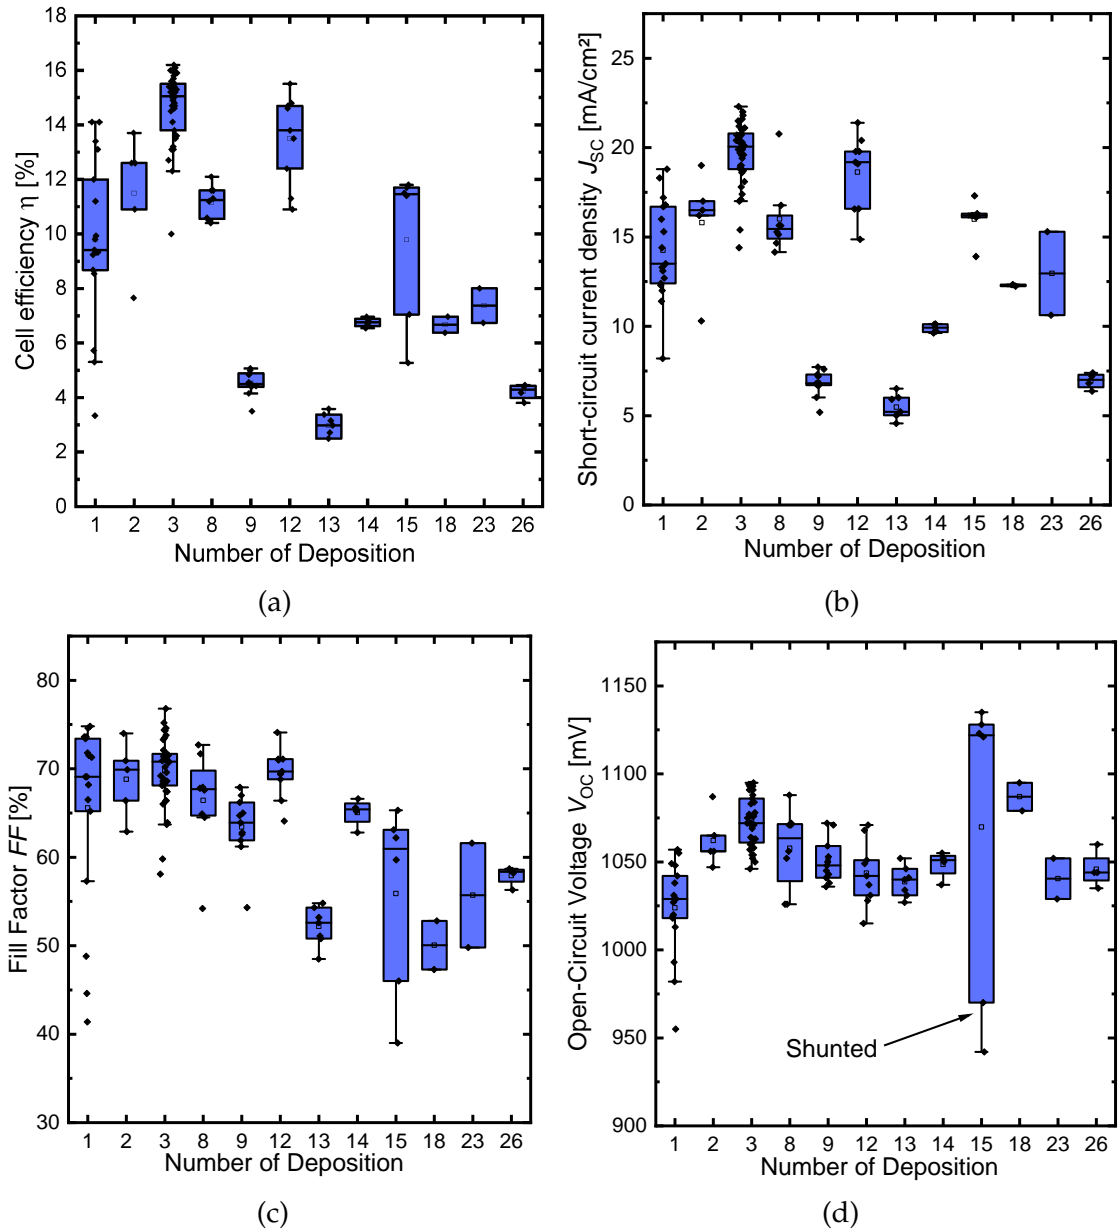 Cell efficiency η [%]
18
16
14
12
10
8
6
4
2
0
1 2 3 8 9 12 13 14 15 18 23 26
Number of Deposition
(a)
Short-circuit current density JSC [mA/cm²]
25
20
15
10
5
0
1 2 3 8 9 12 13 14 15 18 23 26
Number of Deposition
(b)
Fill Factor FF [%]
80
70
60
50
40
30
1 2 3 8 9 12 13 14 15 18 23 26
Number of Deposition
(c)
Open-Circuit Voltage VOC [mV]
1150
1100
1050
1000
950
900
Shunted
1 2 3 8 9 12 13 14 15 18 23 26
Number of Deposition
(d)